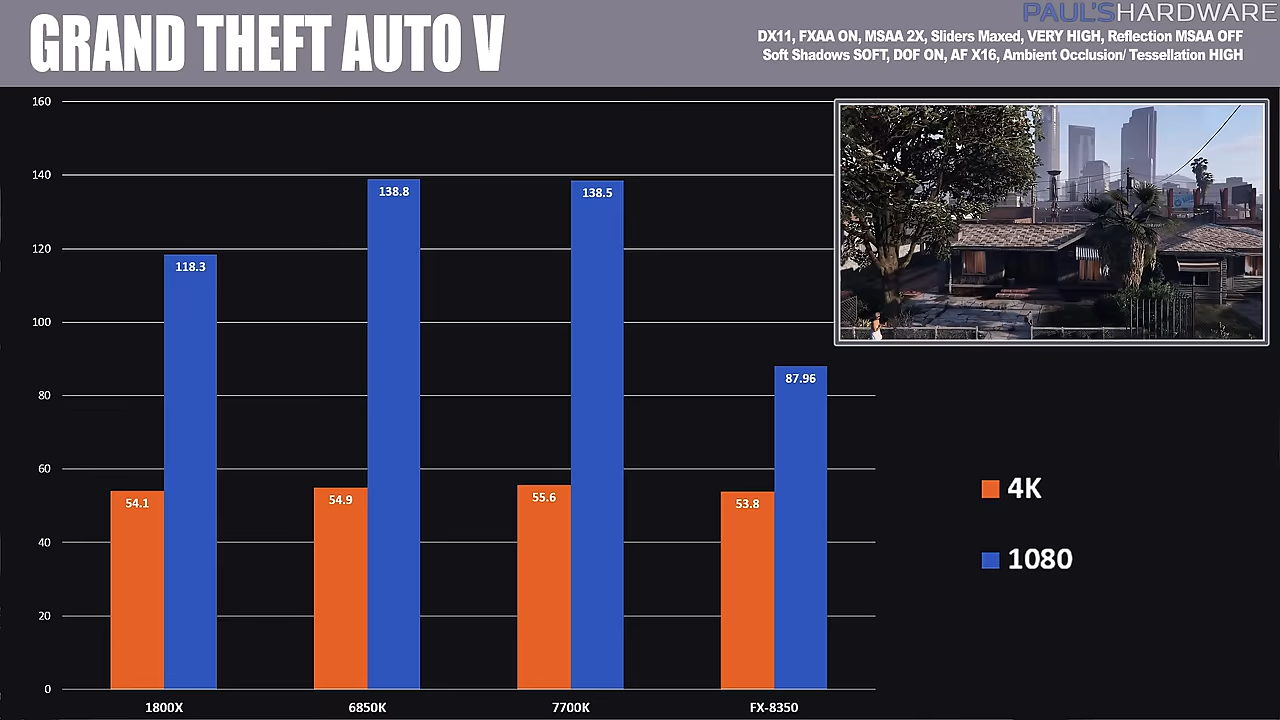 GRAND THEFT AUTO V
PAUL'SHARDWARE
DX11, FXAA ON, MSAA 2X, Sliders Maxed, VERY HIGH, Reflection MSAA OFF
Soft Shadows SOFT, DOF ON, AF X16, Ambient Occlusion/ Tessellation HIGH
160
140
120
100
80
60
40
20
0
54.1
118.3
54.9
138.8
55.6
138.5
53.8
87.96
1800X
6850K
7700K
FX-8350
4K
1080